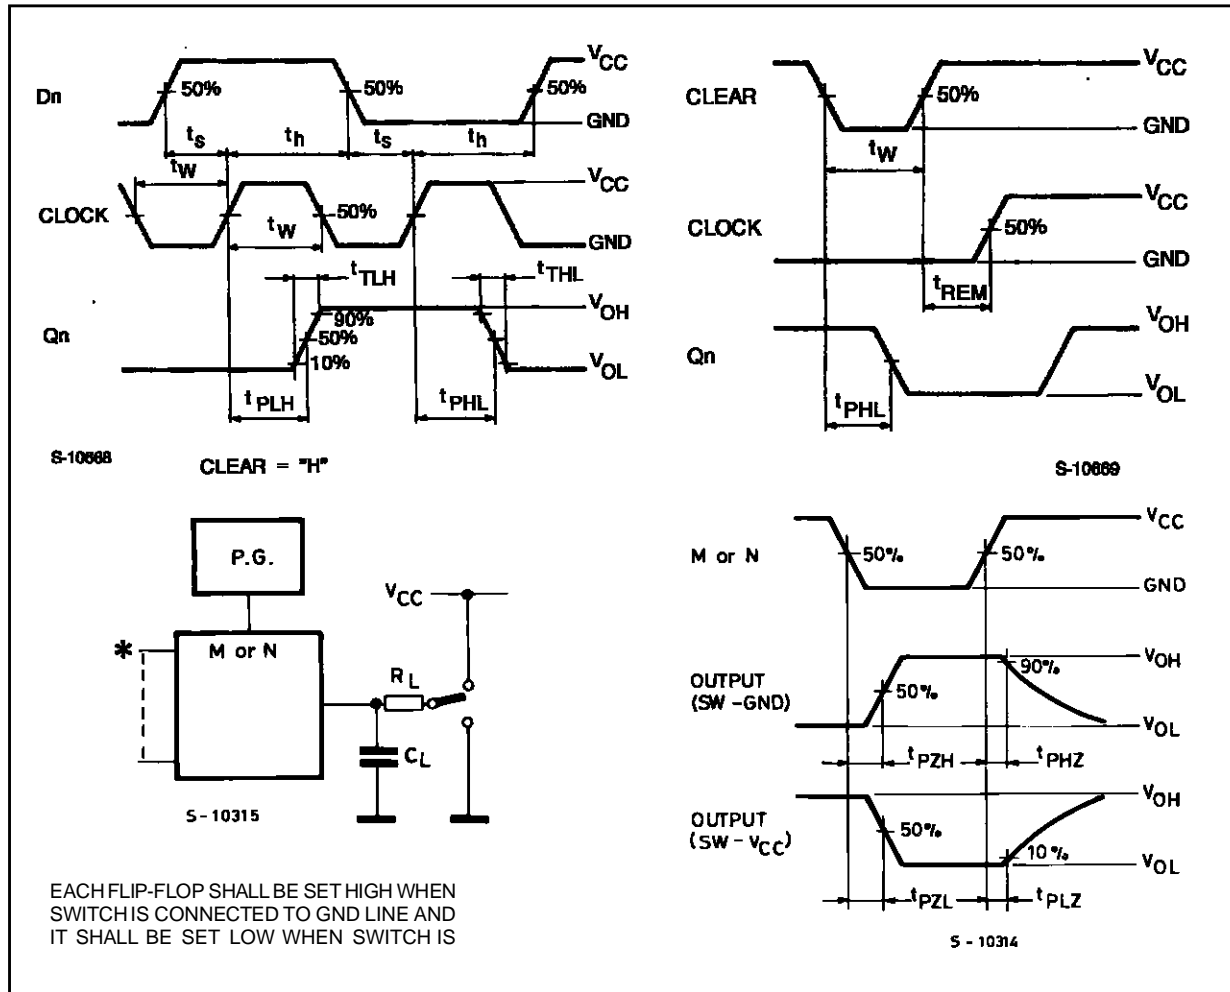 Dn
VCC
50%
50%
50%
GND
ts
th
ts
th
tW
CLOCK
VCC
50%
tW
GND
tTLH
tTHL
VOH
90%
Qn
50%
10%
VOL
tPLH
tPHL
S-10668
CLEAR = "H"
CLEAR
VCC
50%
GND
tW
CLOCK
VCC
50%
GND
tREM
VOH
Qn
VOL
tPHL
S-10669
P.G.
VCC
* M or N
RL
CL
S-10315
EACH FLIP-FLOP SHALL BE SET HIGH WHEN
SWITCH IS CONNECTED TO GND LINE AND
IT SHALL BE SET LOW WHEN SWITCH IS
VCC
M or N
50%
50%
GND
VOH
90%
OUTPUT
(SW-GND)
50%
VOL
tPZH
tPHZ
VOH
OUTPUT
(SW-VCC)
50%
10%
VOL
tPZL
tPLZ
S-10314